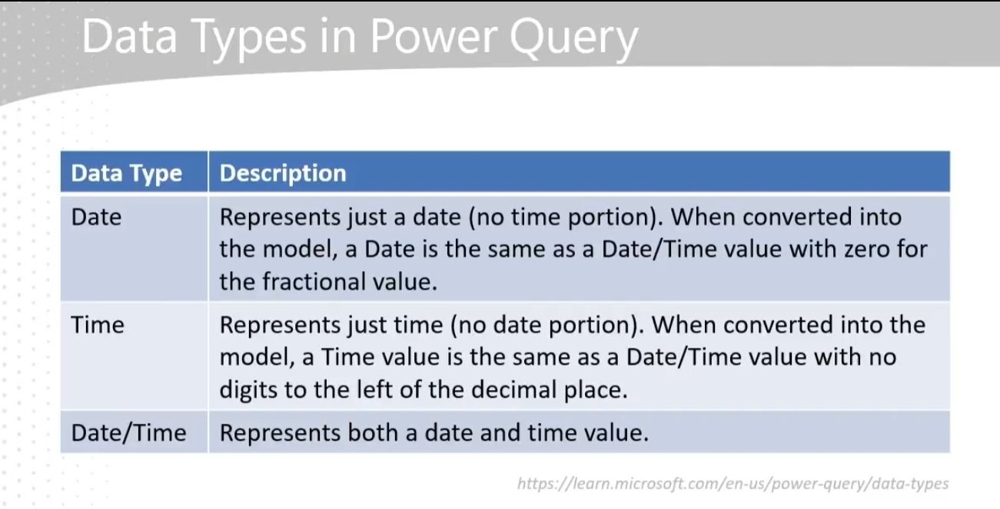 Data Types in Power Query
Data Type
Description
Date
Represents just a date (no time portion). When converted into
the model, a Date is the same as a Date/Time value with zero for
the fractional value.
Time
Represents just time (no date portion). When converted into the
model, a Time value is the same as a Date/Time value with no
digits to the left of the decimal place.
Date/Time
Represents both a date and time value.
https://learn.microsoft.com/en-us/power-query/data-types